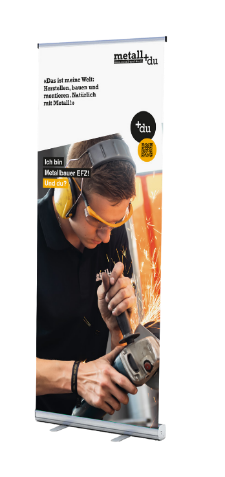 metall+du
«Das ist meine Welt:
Herstellen, bauen und
montieren. Natürlich
mit Metall!»
+du
Ich bin
Metallbauer EFZ!
Und du?